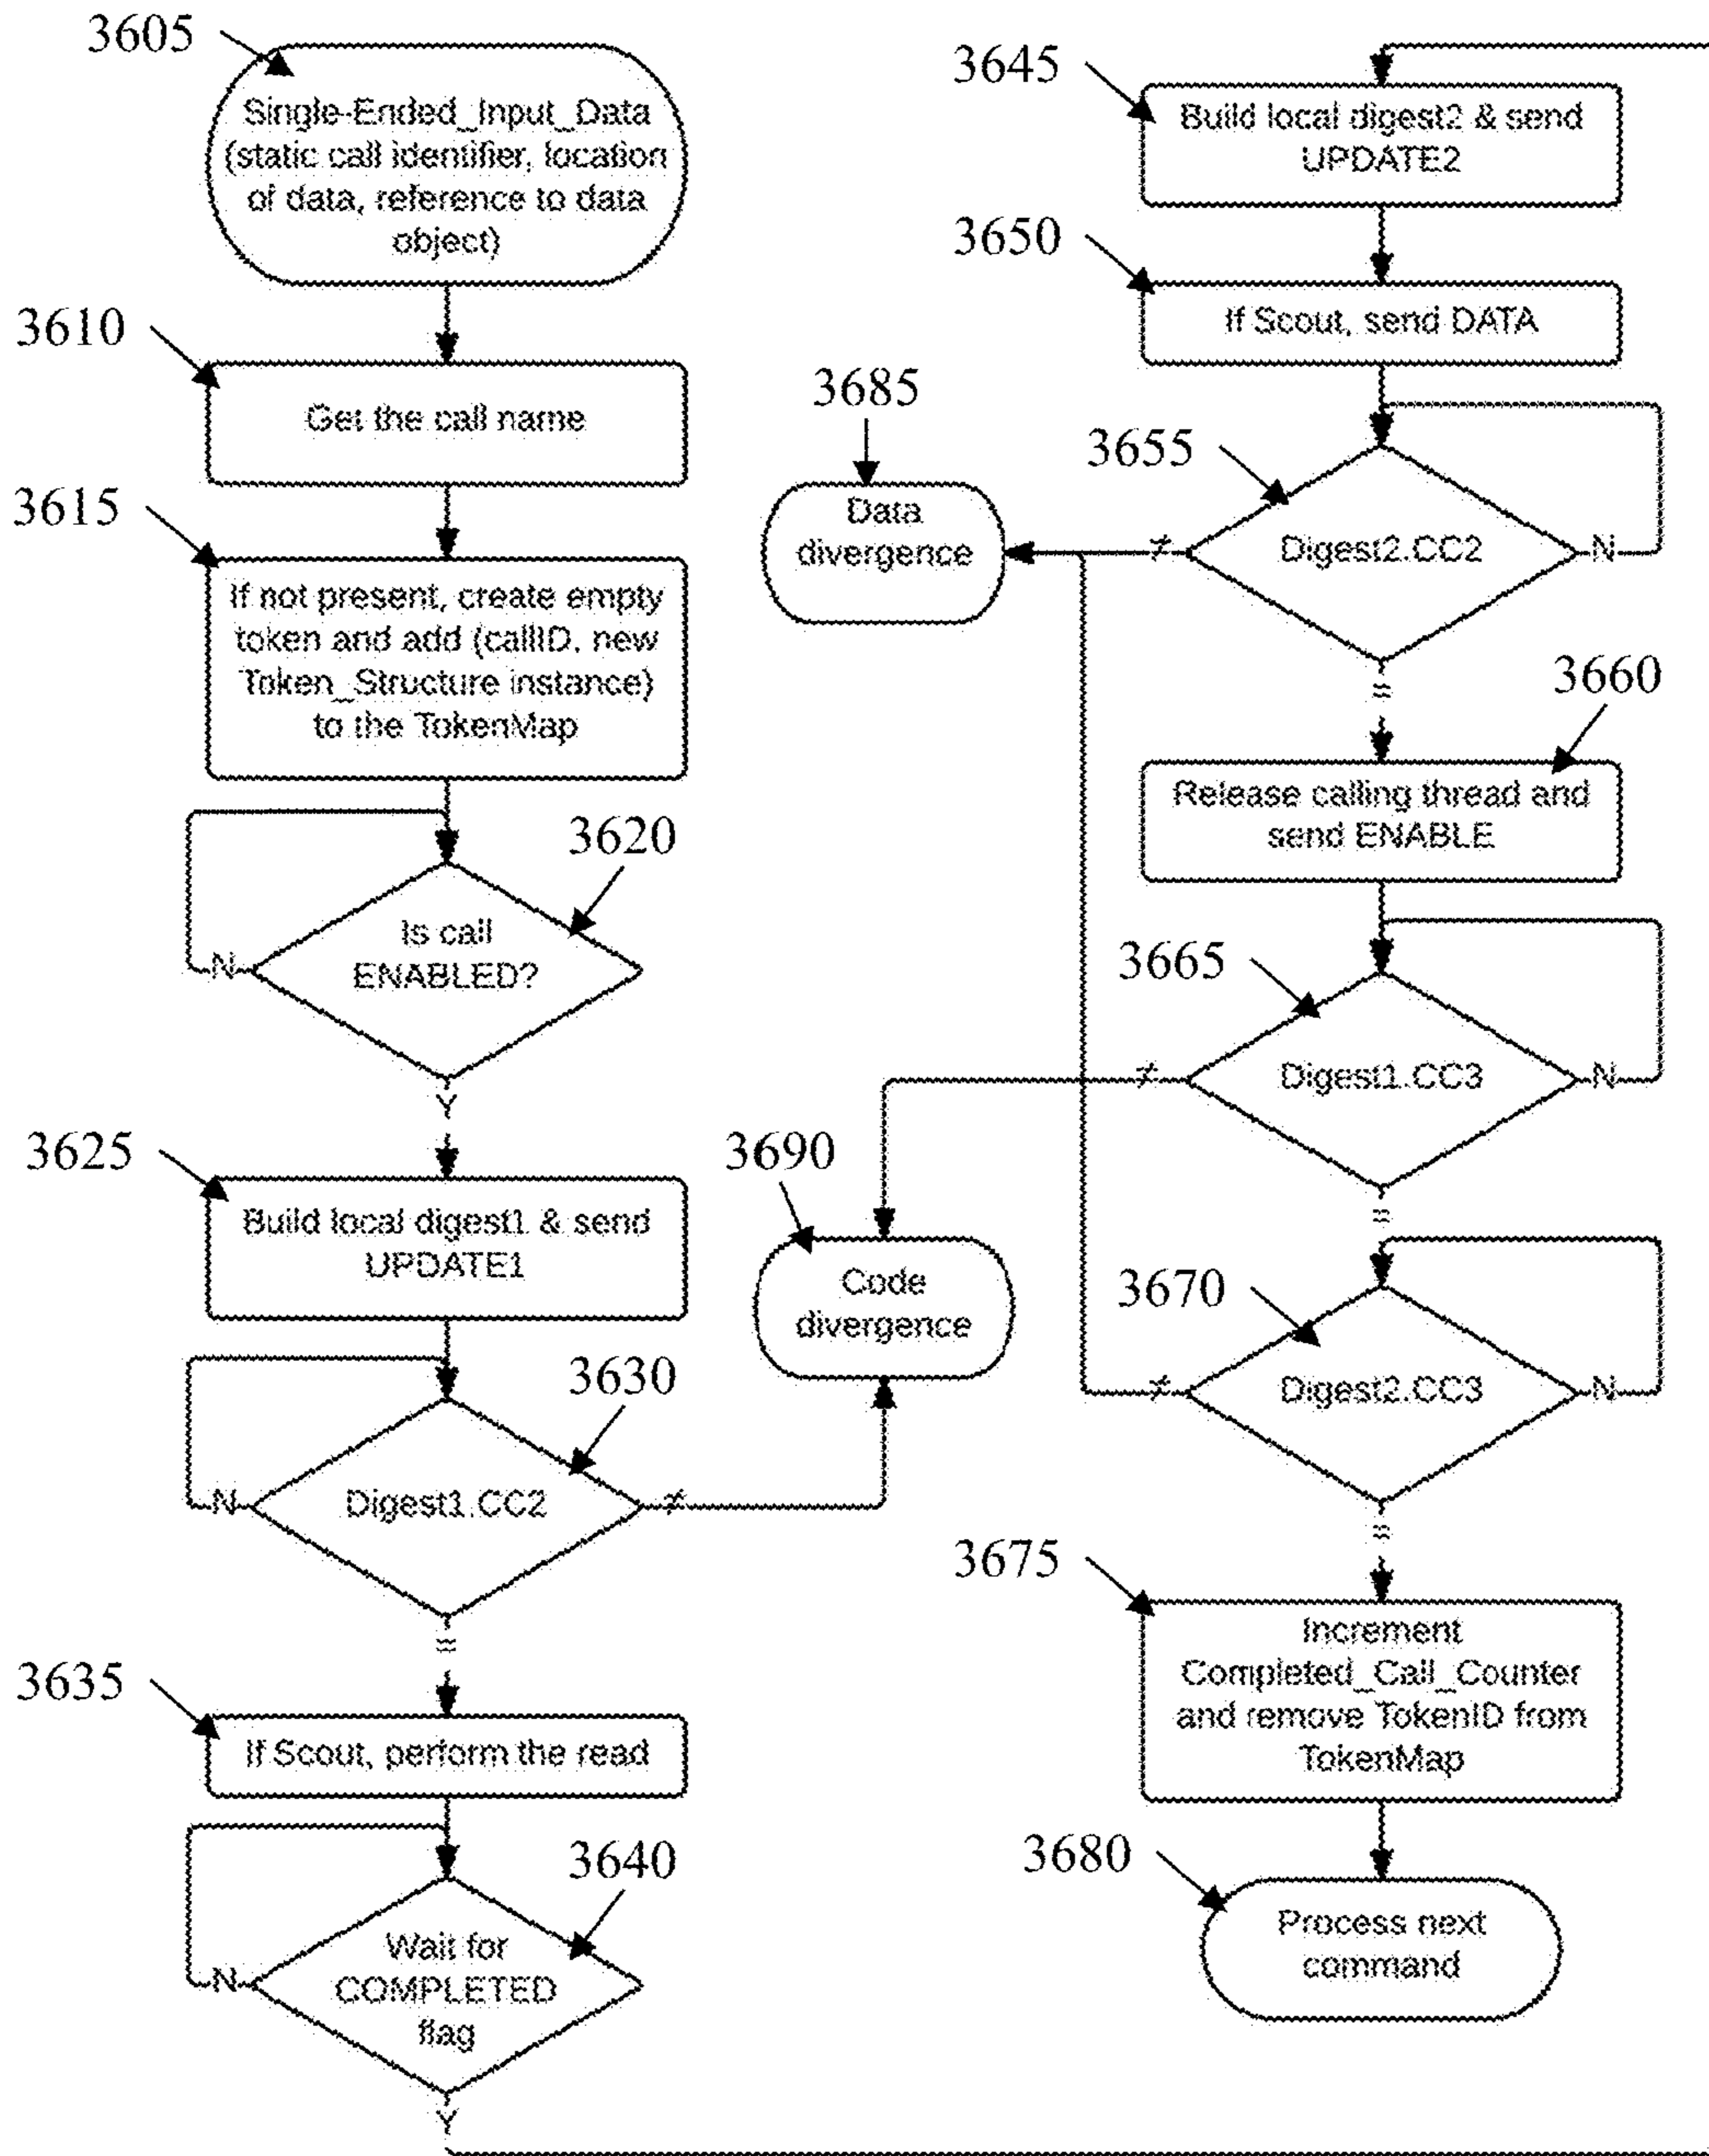 3605
Single-Ended_Input_Data
(static call identifier, location
of data, reference to data
object)
3610
Get the call name
3615
If not present, create empty
token and add (callID, new
Token_Structure instance)
to the TokenMap
3620
Is call
ENABLED?
N
Y
3625
Build local digest1 & send
UPDATE1
3630
Digest1.CC2
N
≠
=
3635
If Scout, perform the read
3640
Wait for
COMPLETED
flag
N
Y
3645
Build local digest2 & send
UPDATE2
3650
If Scout, send DATA
3685
Data
divergence
3655
Digest2.CC2
≠
N
=
3660
Release calling thread and
send ENABLE
3665
Digest1.CC3
≠
N
=
3690
Code
divergence
3670
Digest2.CC3
≠
N
=
3675
Increment
Completed_Call_Counter
and remove TokenID from
TokenMap
3680
Process next
command